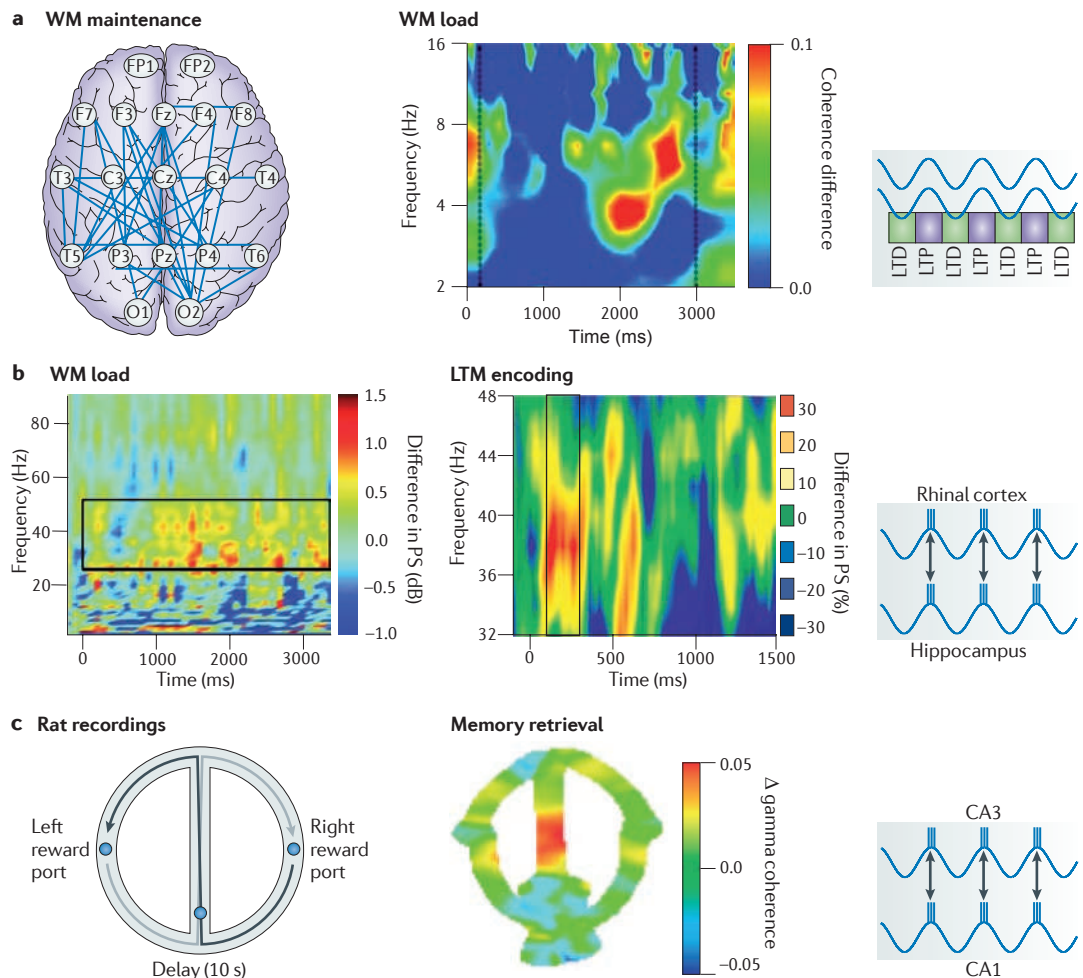 a WM maintenance
FP1 FP2
F7 F3 Fz F4 F8
T3 C3 Cz C4 T4
T5 P3 Pz P4 T6
O1 O2
WM load
16
8
4
2
Frequency (Hz)
0 1000 2000 3000
Time (ms)
0.1
0.0
Coherence difference
LTD LTP LTD LTP LTD LTP LTD
b WM load
80
60
40
20
Frequency (Hz)
0 1000 2000 3000
Time (ms)
1.5
1.0
0.5
0.0
−0.5
−1.0
Difference in PS (dB)
LTM encoding
48
44
40
36
32
Frequency (Hz)
0 500 1000 1500
Time (ms)
30
20
10
0
−10
−20
−30
Difference in PS (%)
Rhinal cortex
Hippocampus
c Rat recordings
Left
reward
port
Right
reward
port
Delay (10 s)
Memory retrieval
0.05
0.0
−0.05
Δ gamma coherence
CA3
CA1